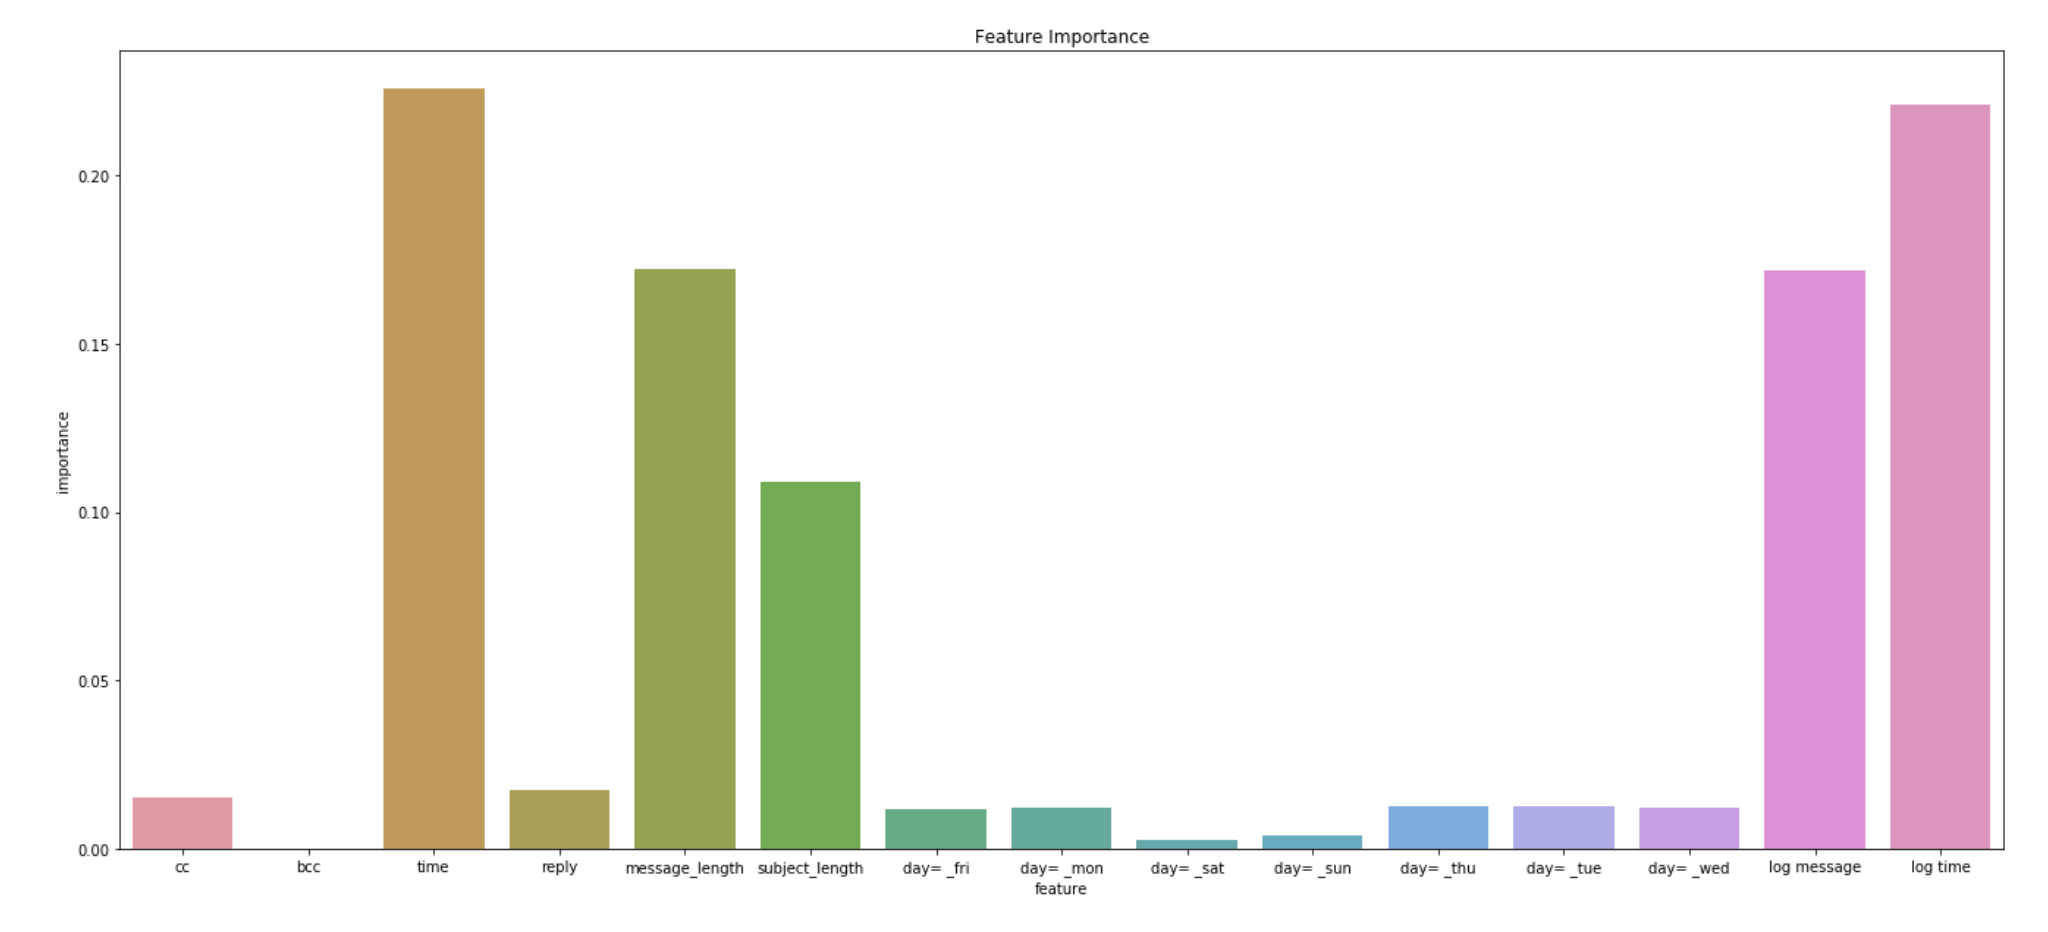 Feature Importance
importance
0.20
0.15
0.10
0.05
0.00
cc bcc time reply message_length subject_length day= _fri day= _mon day= _sat day= _sun day= _thu day= _tue day= _wed log message log time
feature